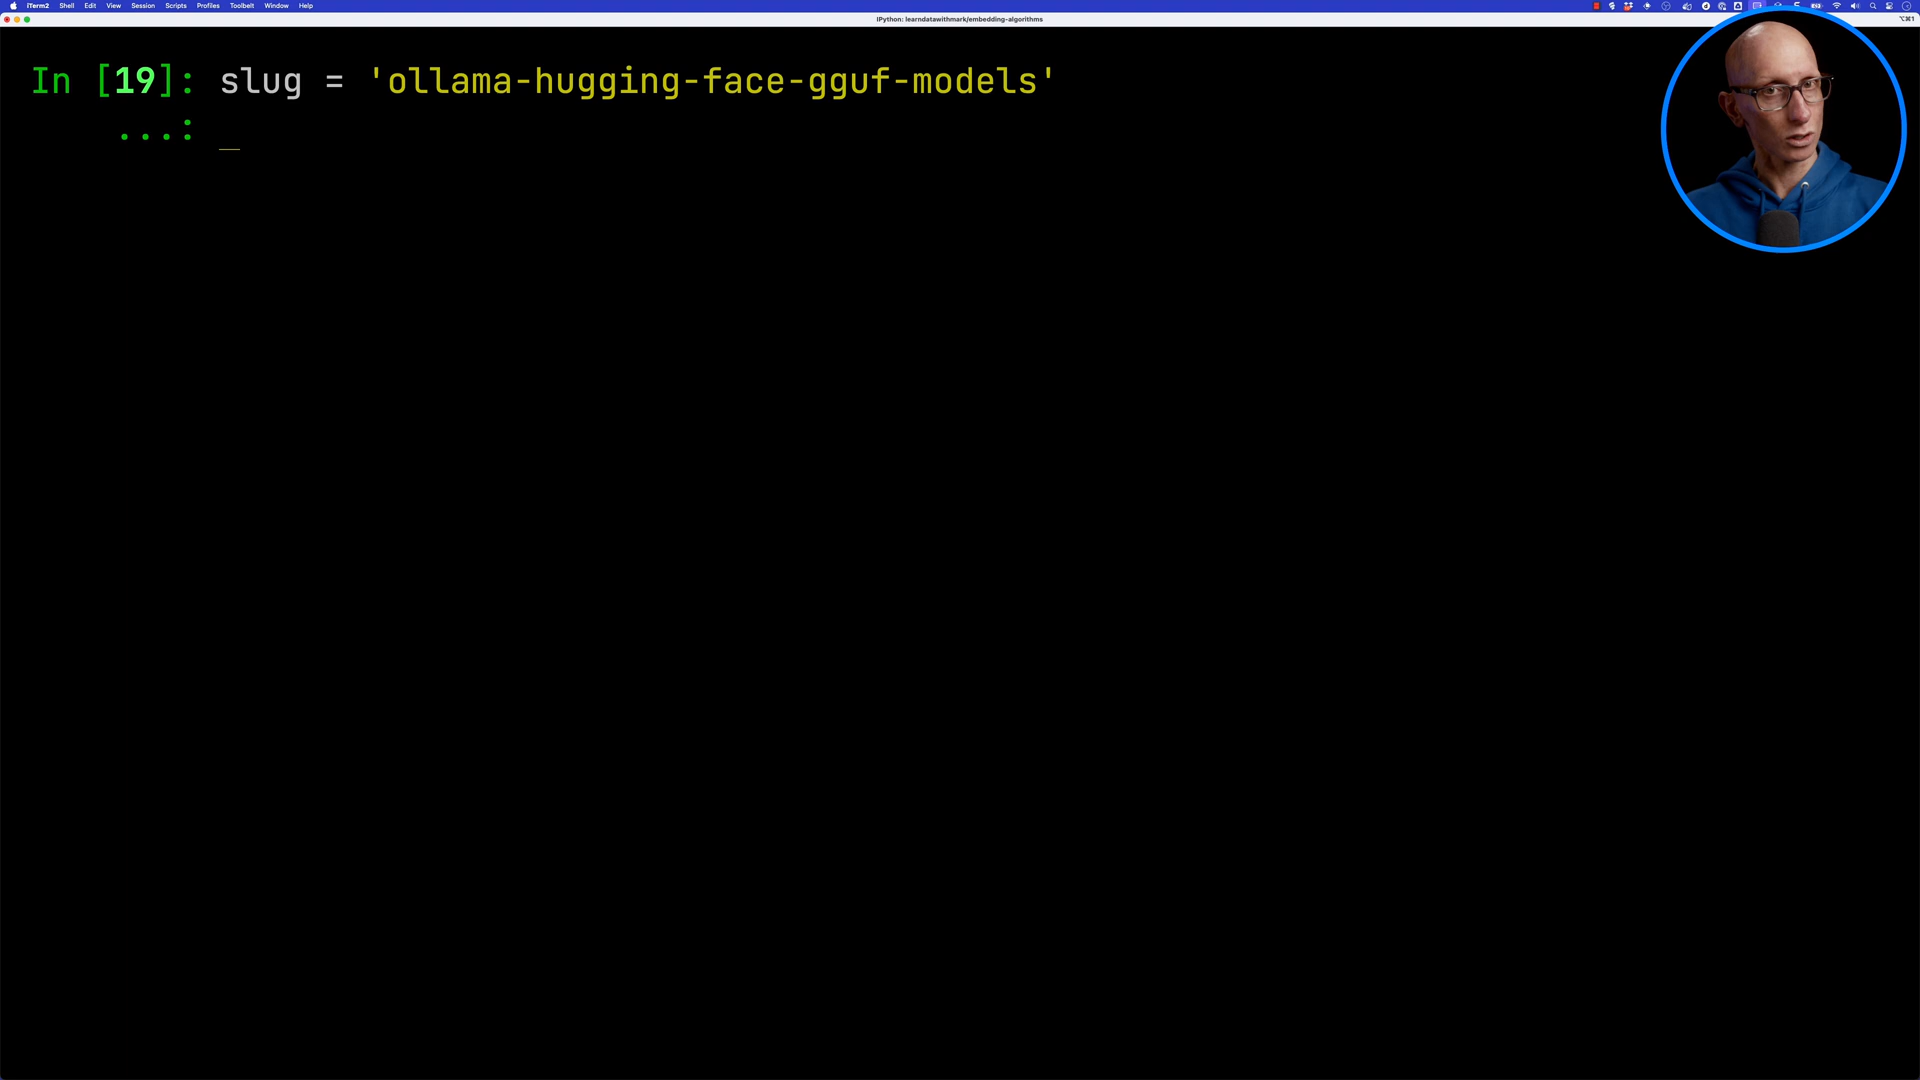 iTerm2 Shell Edit View Session Scripts Profiles Toolbelt Window Help
IPython: learndatawithmark/embedding-algorithms
⌥⌘1
In [19]: slug = 'ollama-hugging-face-gguf-models'
...: